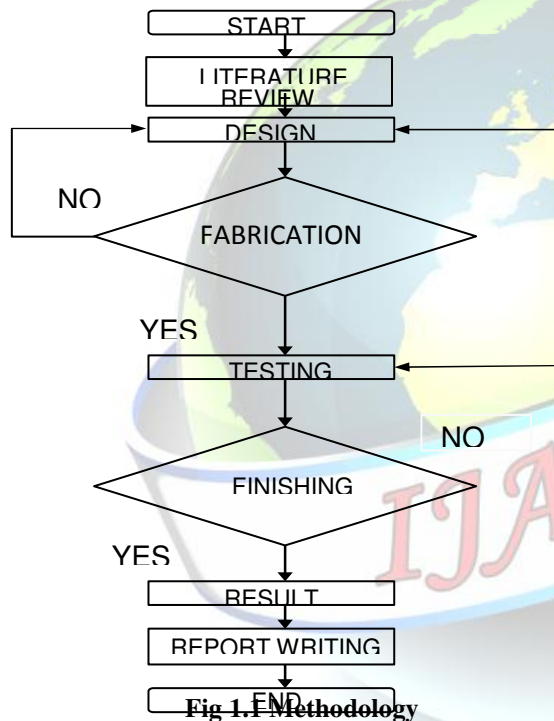 START
LITERATURE
REVIEW
DESIGN
NO
FABRICATION
YES
TESTING
NO
FINISHING
IJA
YES
RESULT
REPORT WRITING
END
Fig 1.1 Methodology